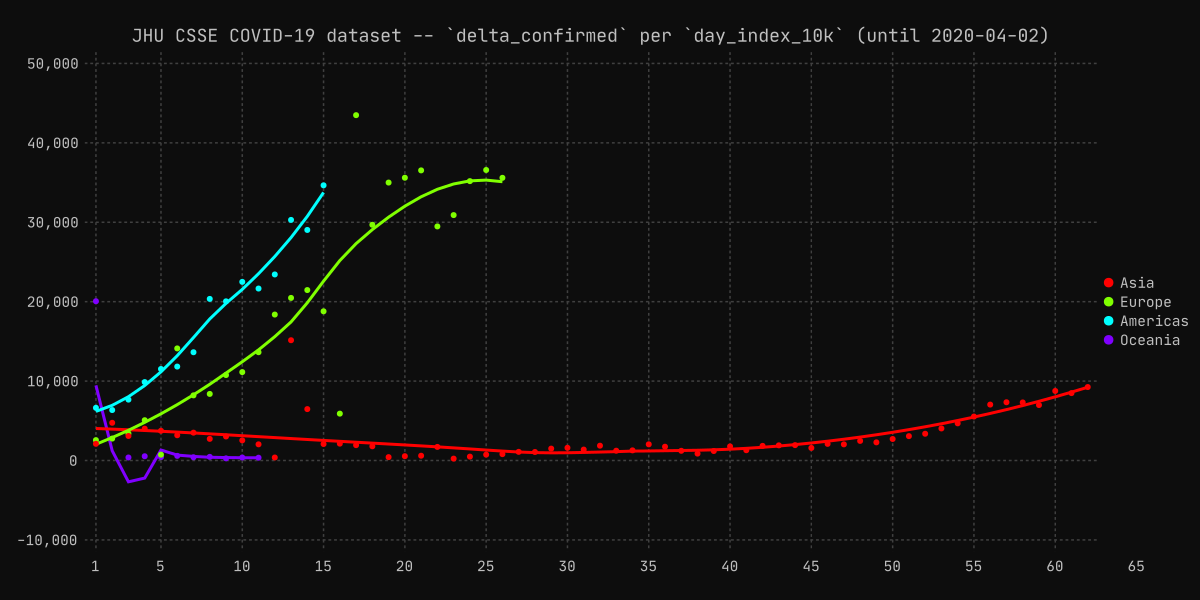 JHU CSSE COVID-19 dataset -- `delta_confirmed` per `day_index_10k` (until 2020-04-02)
50,000
40,000
30,000
20,000
10,000
0
-10,000
1 5 10 15 20 25 30 35 40 45 50 55 60 65
Asia
Europe
Americas
Oceania